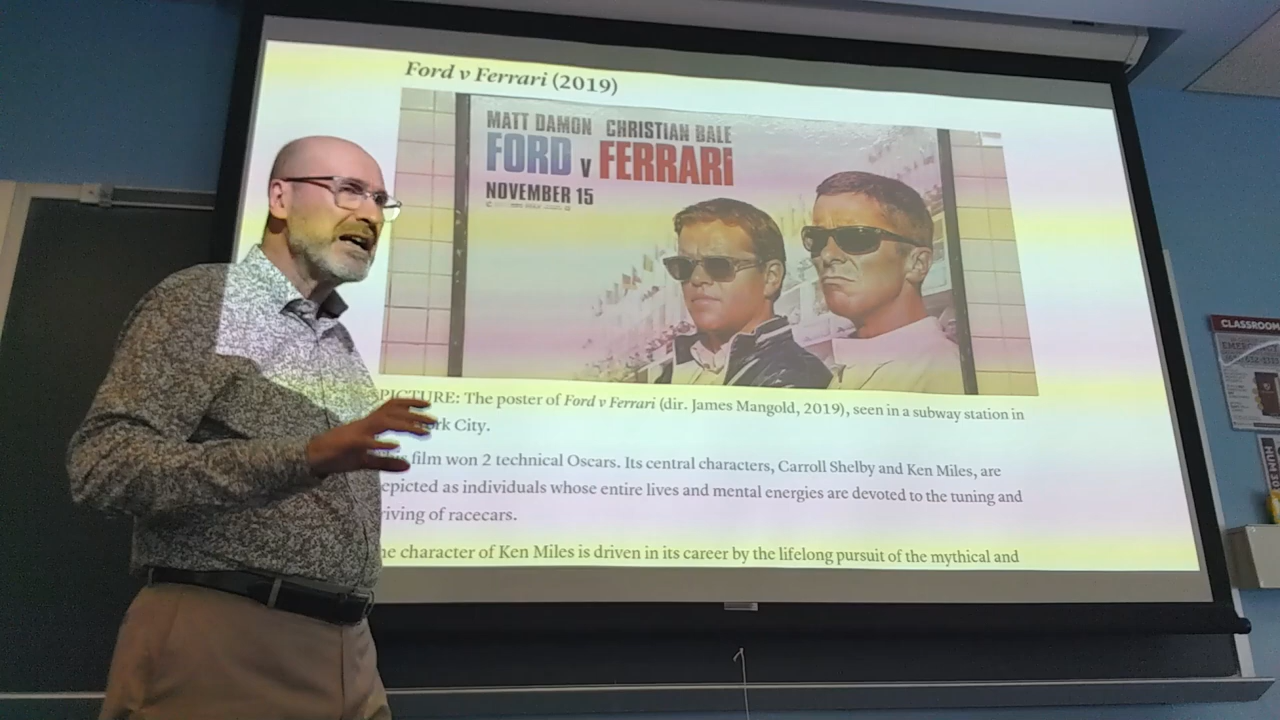 Ford v Ferrari (2019)
MATT DAMON CHRISTIAN BALE
FORD v FERRARI
NOVEMBER 15
PICTURE: The poster of Ford v Ferrari (dir. James Mangold, 2019), seen in a subway station in
City.
film won 2 technical Oscars. Its central characters, Carroll Shelby and Ken Miles, are
epicted as individuals whose entire lives and mental energies are devoted to the tuning and
riving of racecars.
he character of Ken Miles is driven in its career by the lifelong pursuit of the mythical and
CLASSROOM